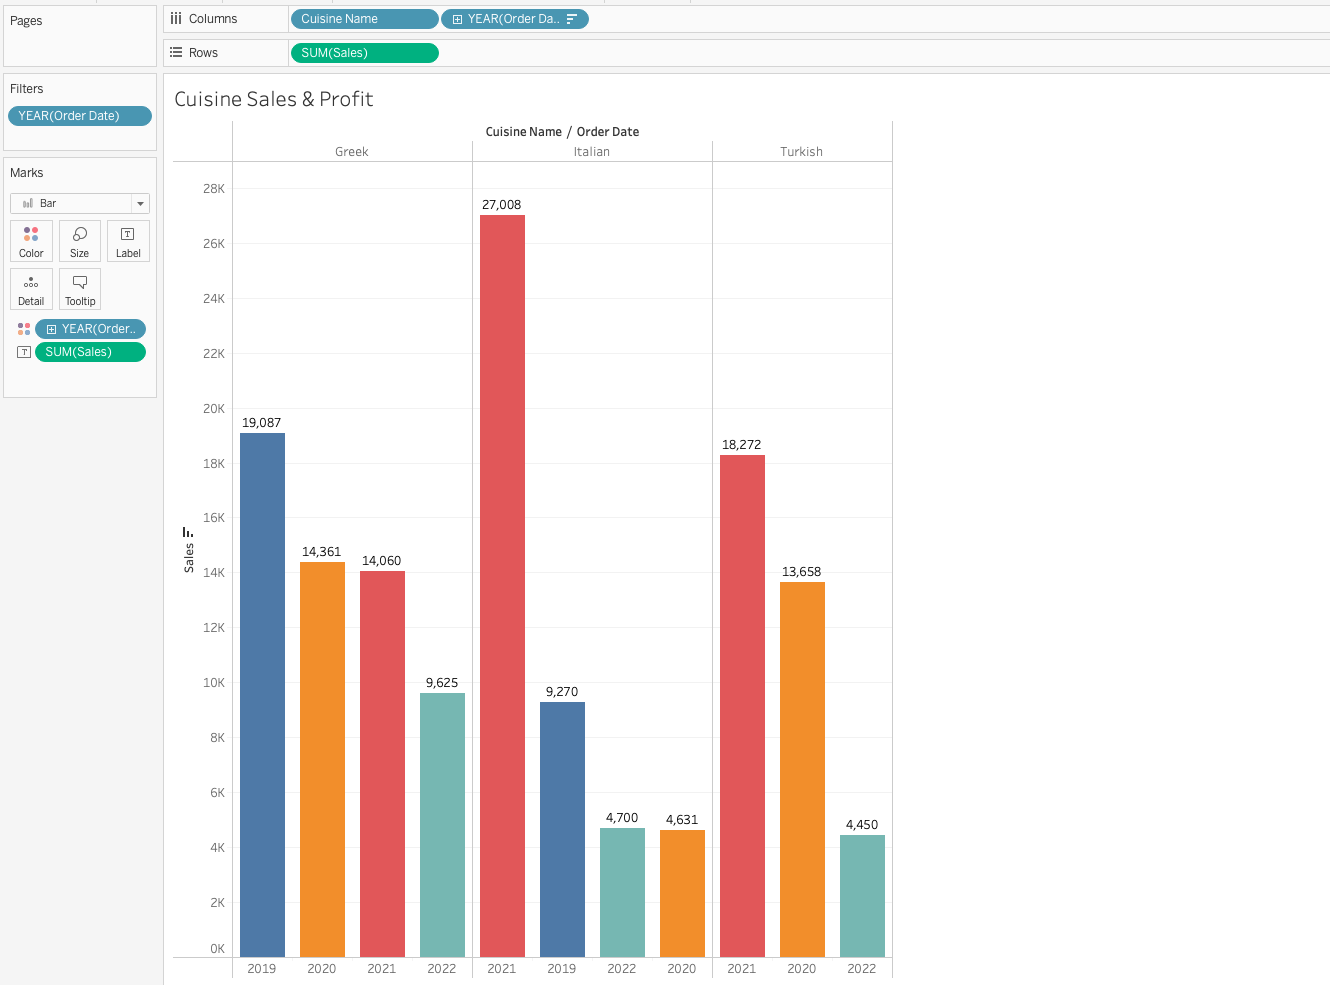 Pages
Columns
Cuisine Name
YEAR(Order Da..
Rows
SUM(Sales)
Filters
YEAR(Order Date)
Marks
Bar
Color
Size
Label
T
Detail
Tooltip
YEAR(Order..
T
SUM(Sales)
Cuisine Sales & Profit
Cuisine Name / Order Date
Greek
Italian
Turkish
28K
26K
24K
22K
20K
18K
16K
14K
12K
10K
8K
6K
4K
2K
0K
Sales
19,087
14,361
14,060
9,625
27,008
9,270
4,700
4,631
18,272
13,658
4,450
2019 2020 2021 2022 2021 2019 2022 2020 2021 2020 2022